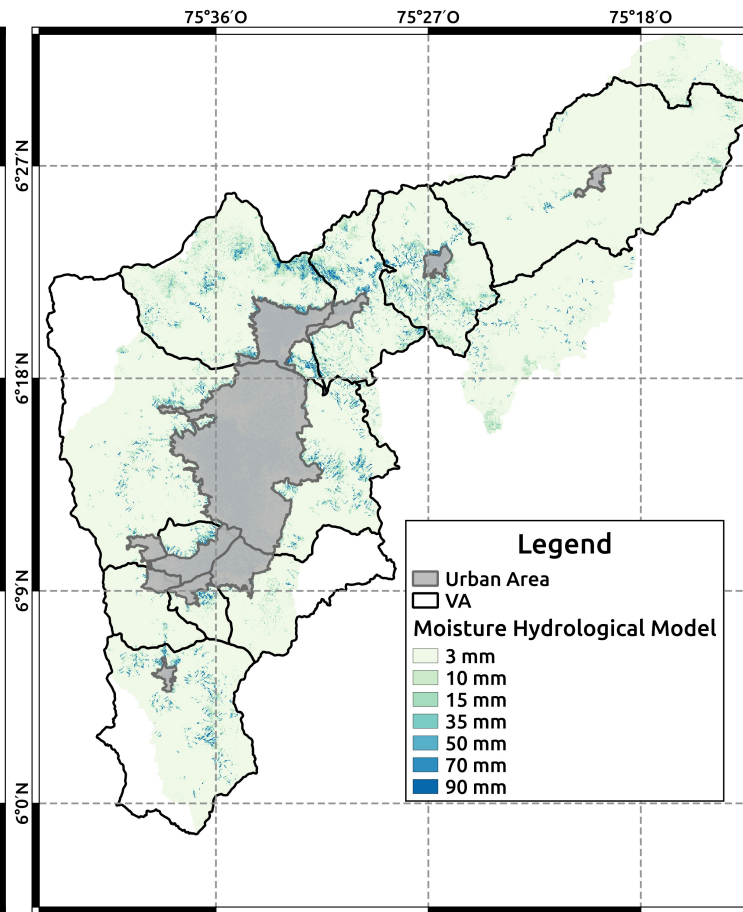 75°36'O 75°27'O 75°18'O
6°27'N
6°18'N
6°9'N
6°0'N
Legend
Urban Area
VA
Moisture Hydrological Model
3 mm
10 mm
15 mm
35 mm
50 mm
70 mm
90 mm